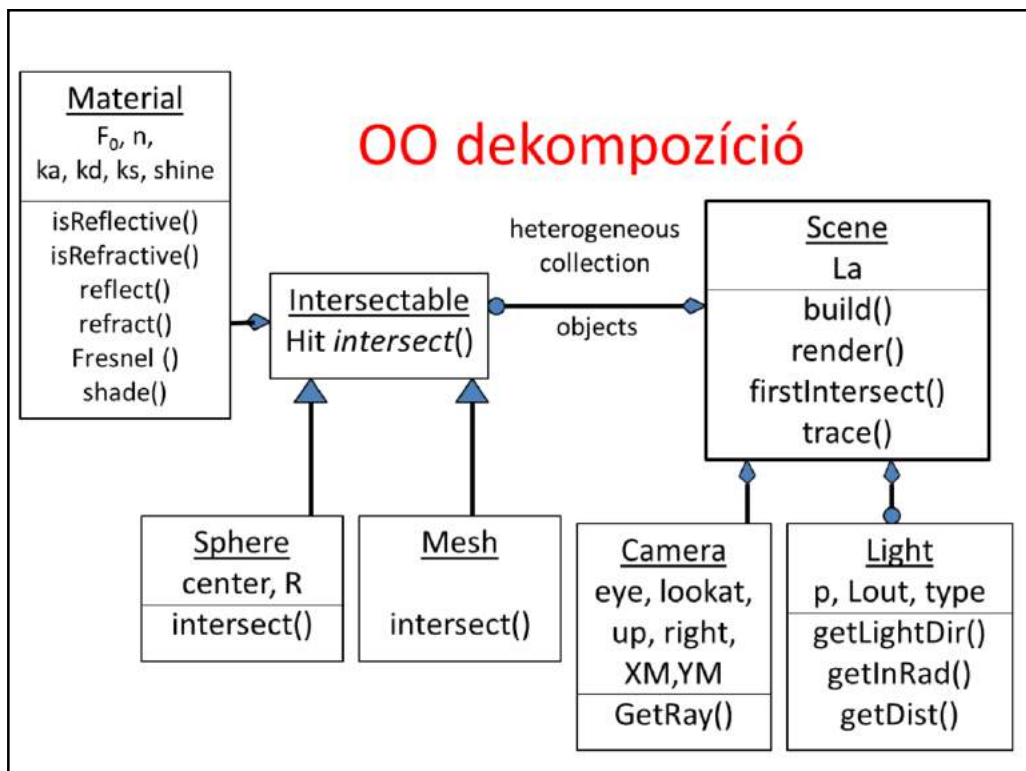 Material
F₀, n,
ka, kd, ks, shine
isReflective()
isRefractive()
reflect()
refract()
Fresnel ()
shade()
OO dekompozíció
heterogeneous
collection
objects
Intersectable
Hit intersect()
Scene
La
build()
render()
firstIntersect()
trace()
Sphere
center, R
intersect()
Mesh
intersect()
Camera
eye, lookat,
up, right,
XM,YM
GetRay()
Light
p, Lout, type
getLightDir()
getInRad()
getDist()